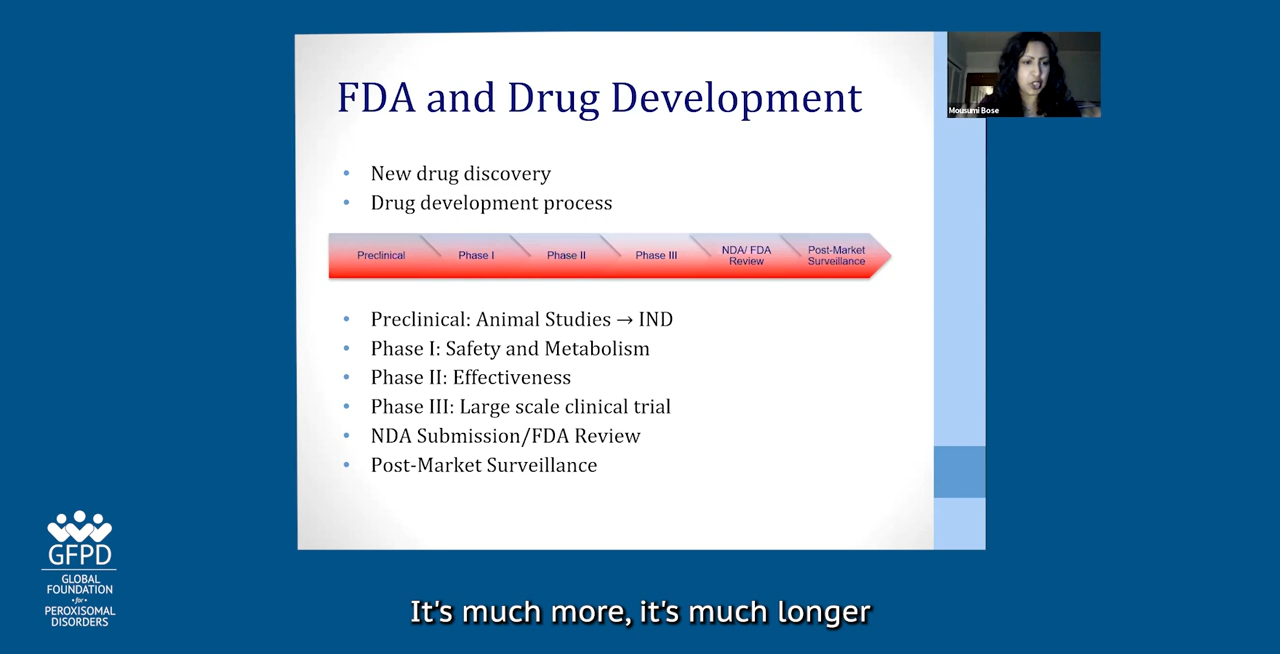 FDA and Drug Development
Mousumi Bose
• New drug discovery
• Drug development process
Preclinical
Phase I
Phase II
Phase III
NDA/ FDA
Review
Post-Market
Surveillance
• Preclinical: Animal Studies → IND
• Phase I: Safety and Metabolism
• Phase II: Effectiveness
• Phase III: Large scale clinical trial
• NDA Submission/FDA Review
• Post-Market Surveillance
GFPD
GLOBAL
FOUNDATION
•for•
PEROXISOMAL
DISORDERS
It's much more, it's much longer